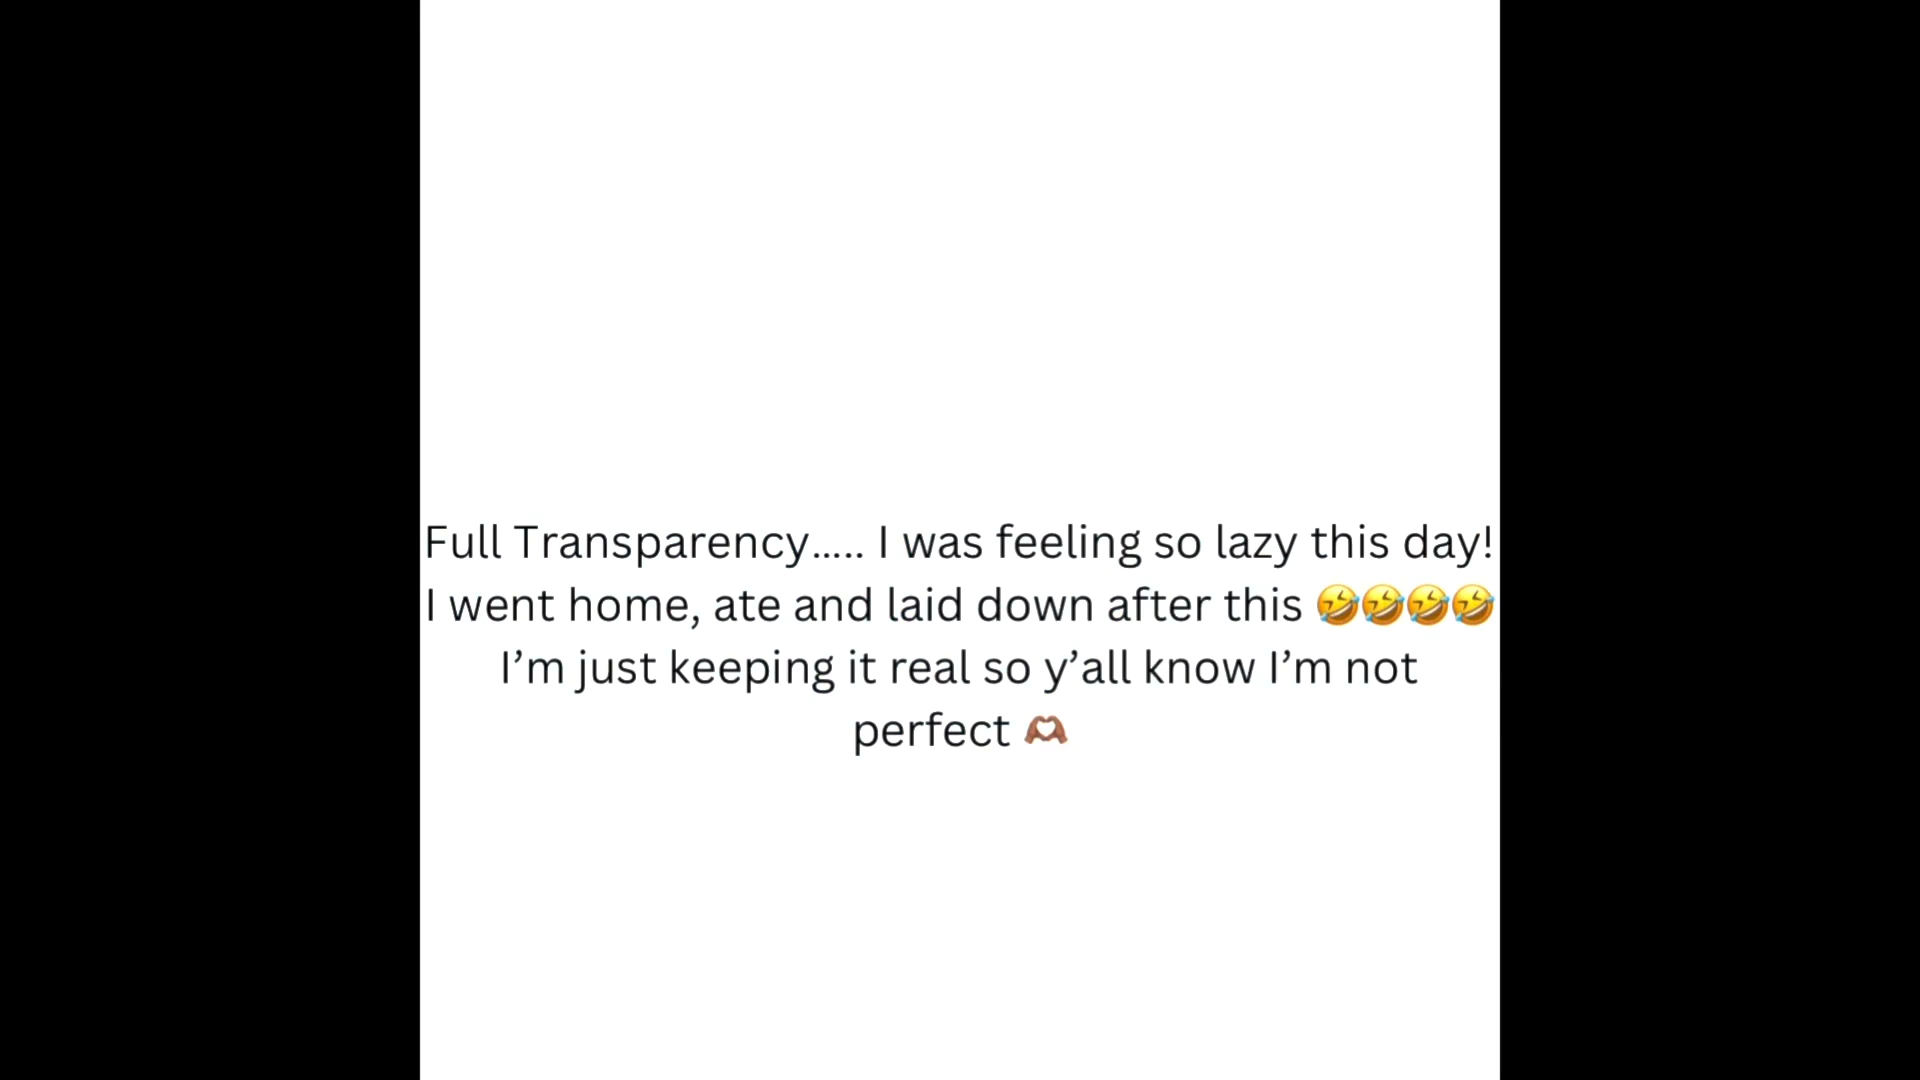 Full Transparency..... I was feeling so lazy this day!
I went home, ate and laid down after this 🤣🤣🤣🤣
I’m just keeping it real so y’all know I’m not
perfect 🫶🏾